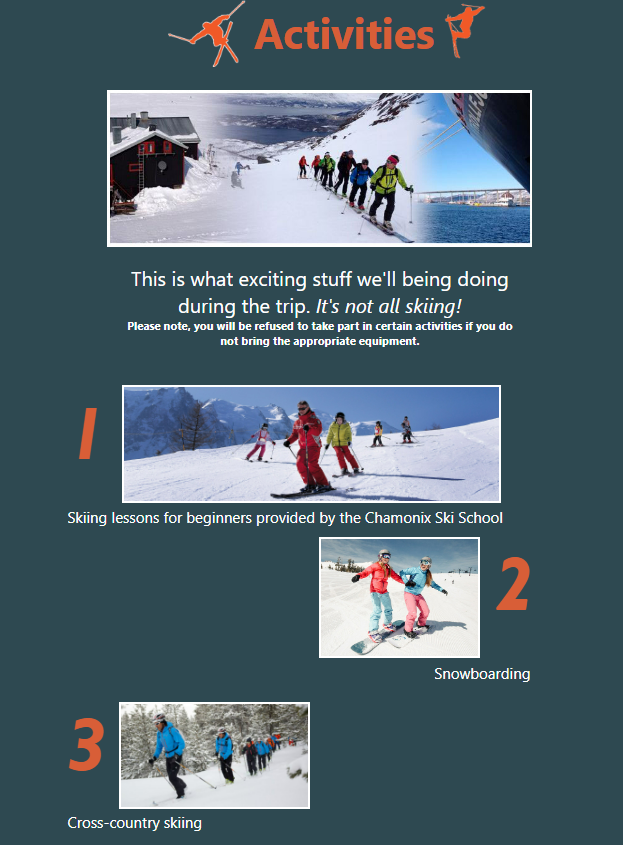 Activities
This is what exciting stuff we'll being doing
during the trip. It's not all skiing!
Please note, you will be refused to take part in certain activities if you do
not bring the appropriate equipment.
1
Skiing lessons for beginners provided by the Chamonix Ski School
2
Snowboarding
3
Cross-country skiing